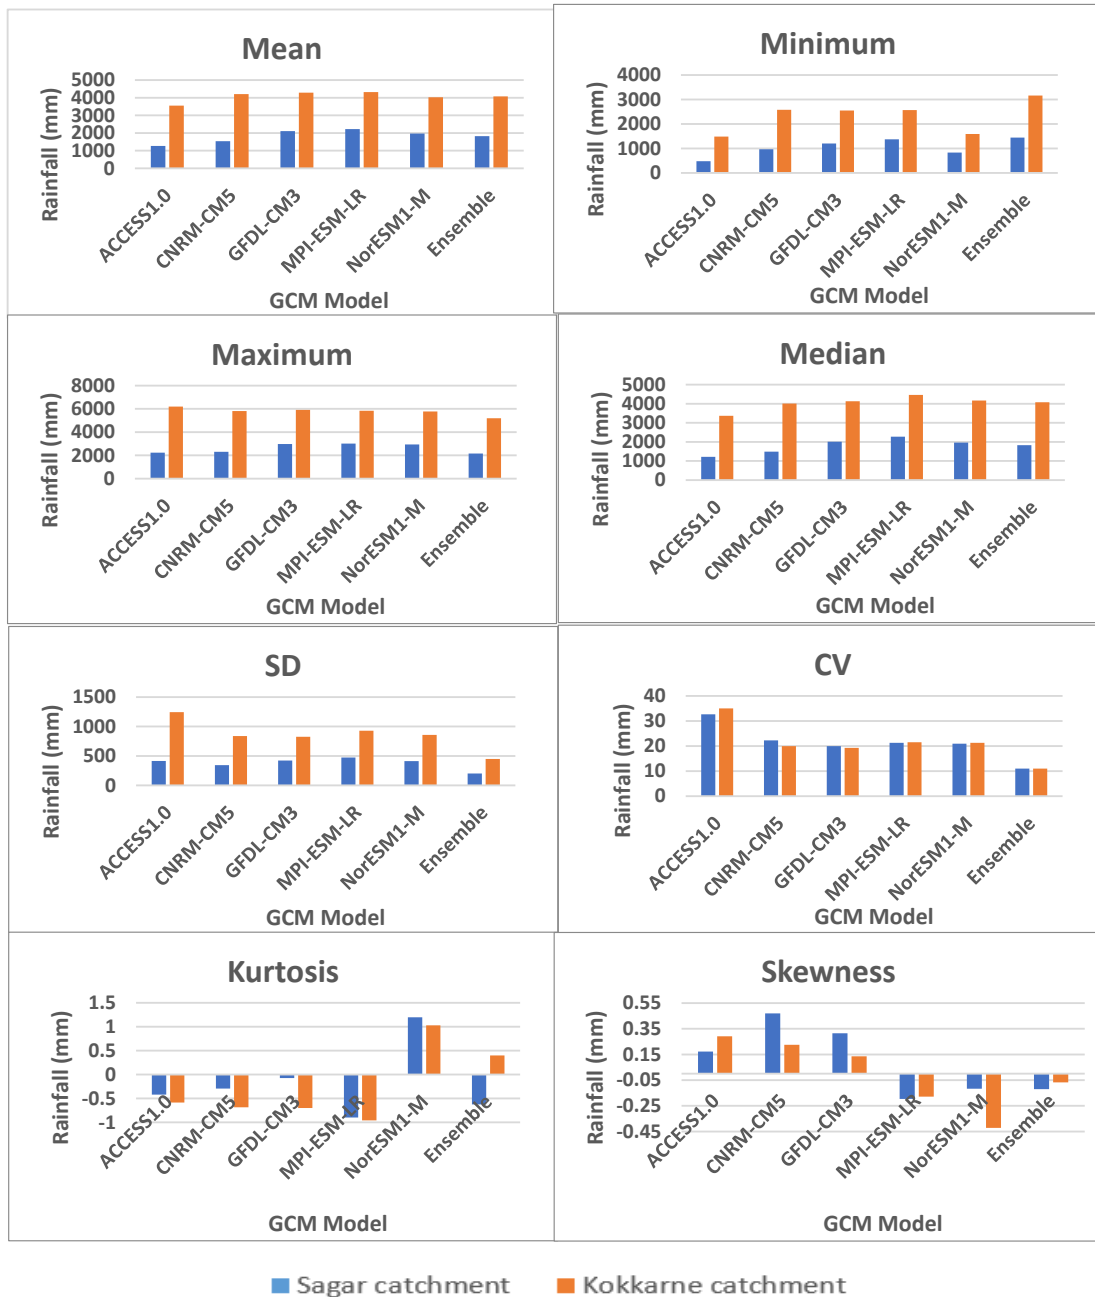 Mean
Rainfall (mm)
5000
4000
3000
2000
1000
0
ACCESS1.0
CNRM-CM5
GFDL-CM3
MPI-ESM-LR
NorESM1-M
Ensemble
GCM Model
Minimum
Rainfall (mm)
4000
3000
2000
1000
0
ACCESS1.0
CNRM-CM5
GFDL-CM3
MPI-ESM-LR
NorESM1-M
Ensemble
GCM Model
Maximum
Rainfall (mm)
8000
6000
4000
2000
0
ACCESS1.0
CNRM-CM5
GFDL-CM3
MPI-ESM-LR
NorESM1-M
Ensemble
GCM Model
Median
Rainfall (mm)
5000
4000
3000
2000
1000
0
ACCESS1.0
CNRM-CM5
GFDL-CM3
MPI-ESM-LR
NorESM1-M
Ensemble
GCM Model
SD
Rainfall (mm)
1500
1000
500
0
ACCESS1.0
CNRM-CM5
GFDL-CM3
MPI-ESM-LR
NorESM1-M
Ensemble
GCM Model
CV
Rainfall (mm)
40
30
20
10
0
ACCESS1.0
CNRM-CM5
GFDL-CM3
MPI-ESM-LR
NorESM1-M
Ensemble
GCM Model
Kurtosis
Rainfall (mm)
1.5
1
0.5
0
-0.5
-1
ACCESS1.0
CNRM-CM5
GFDL-CM3
MPI-ESM-LR
NorESM1-M
Ensemble
GCM Model
Skewness
Rainfall (mm)
0.55
0.35
0.15
-0.05
-0.25
-0.45
ACCESS1.0
CNRM-CM5
GFDL-CM3
MPI-ESM-LR
NorESM1-M
Ensemble
GCM Model
Sagar catchment
Kokkarne catchment